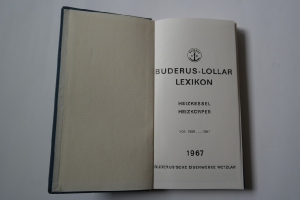 BUDERUS-LOLLAR
LEXIKON
HEIZKESSEL
HEIZKÖRPER
1967
BUDERUS'SCHE EISENWERKE WETZLAR